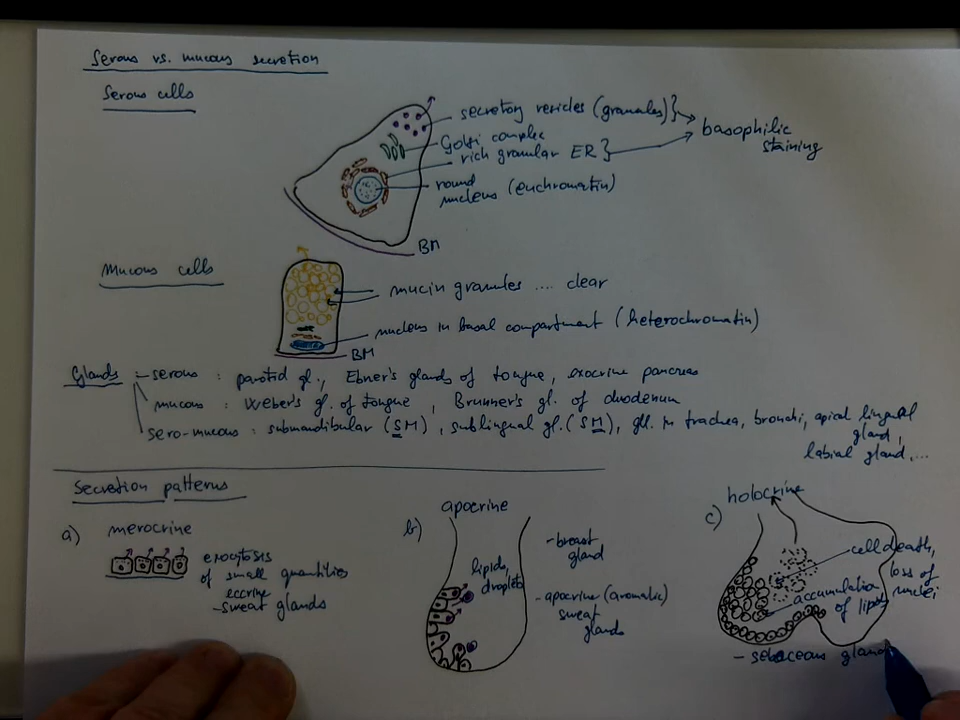 Serous vs. mucous secretion
Serous cells
secretory vesicles (granules)}
Golgi complex
rich granular ER}
basophilic
staining
round
nucleus (euchromatin)
BM
Mucous cells
mucin granules .... clear
nucleus in basal compartment (heterochromatin)
BM
Glands - serous : parotid gl., Ebner's glands of tongue, exocrine pancreas
mucous : Weber's gl. of tongue, Brunner's gl. of duodenum
sero-mucous : submandibular (SM), sublingual gl. (SM), gll. in trachea, bronchi, apical lingual
gland,
labial gland,...
Secretion patterns
a) merocrine
exocytosis
of small quantities
eccrine
- sweat glands
b) apocrine
lipids,
droplets
- breast
gland
- apocrine (aromatic)
sweat
glands
c) holocrine
cell death,
loss of
nuclei
accumulation
of lipids
- sebaceous glands